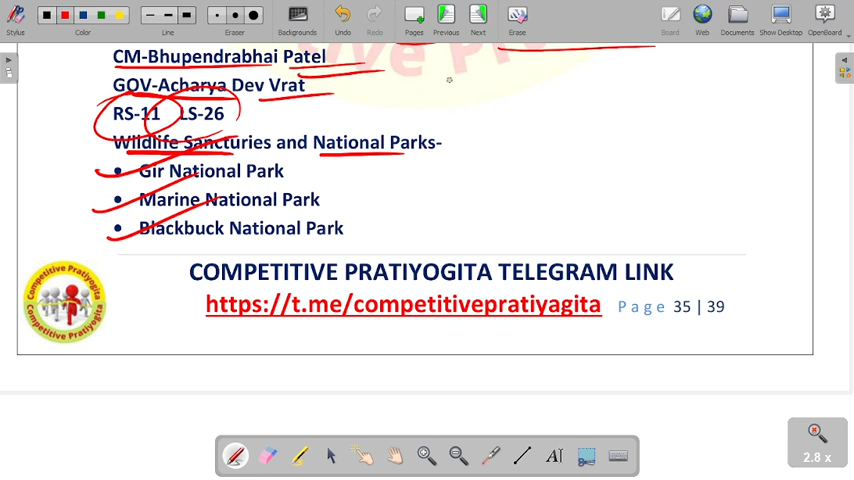 Stylus Color Line Eraser Backgrounds Undo Redo Pages Previous Next Erase Board Web Documents Show Desktop OpenBoard
CM-Bhupendrabhai Patel
GOV-Acharya Dev Vrat
RS-11 LS-26
Wildlife Sancturies and National Parks-
• Gir National Park
• Marine National Park
• Blackbuck National Park
COMPETITIVE PRATIYOGITA TELEGRAM LINK
https://t.me/competitivepratiyagita Page 35 | 39
Competitive Pratiyogita
Competitive Pratiyogita
2.8 x